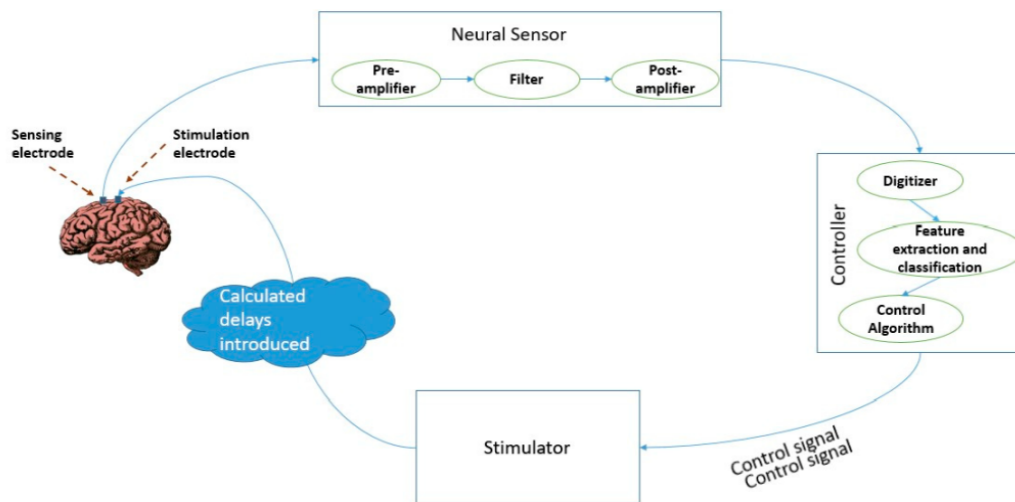 Neural Sensor
Pre-
amplifier
Filter
Post-
amplifier
Sensing
electrode
Stimulation
electrode
Controller
Digitizer
Feature
extraction and
classification
Control
Algorithm
Calculated
delays
introduced
Stimulator
Control signal
Control signal